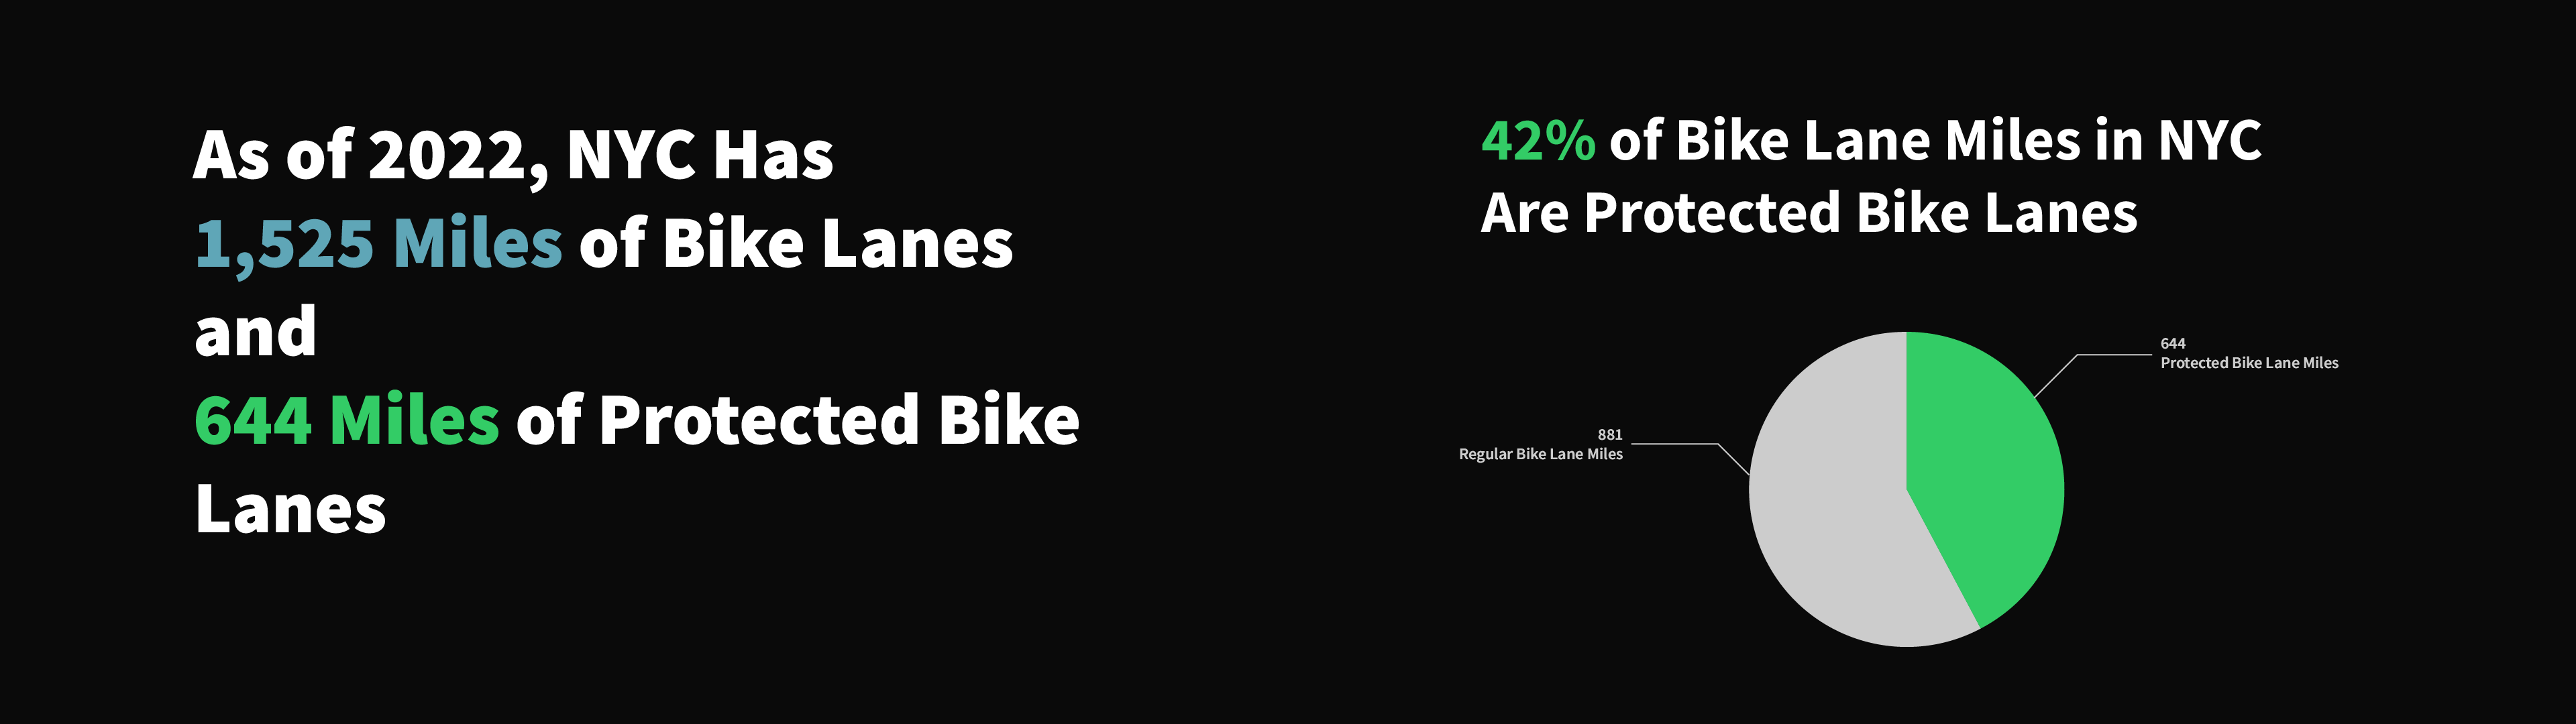 As of 2022, NYC Has
1,525 Miles of Bike Lanes
and
644 Miles of Protected Bike
Lanes
42% of Bike Lane Miles in NYC
Are Protected Bike Lanes
644
Protected Bike Lane Miles
881
Regular Bike Lane Miles